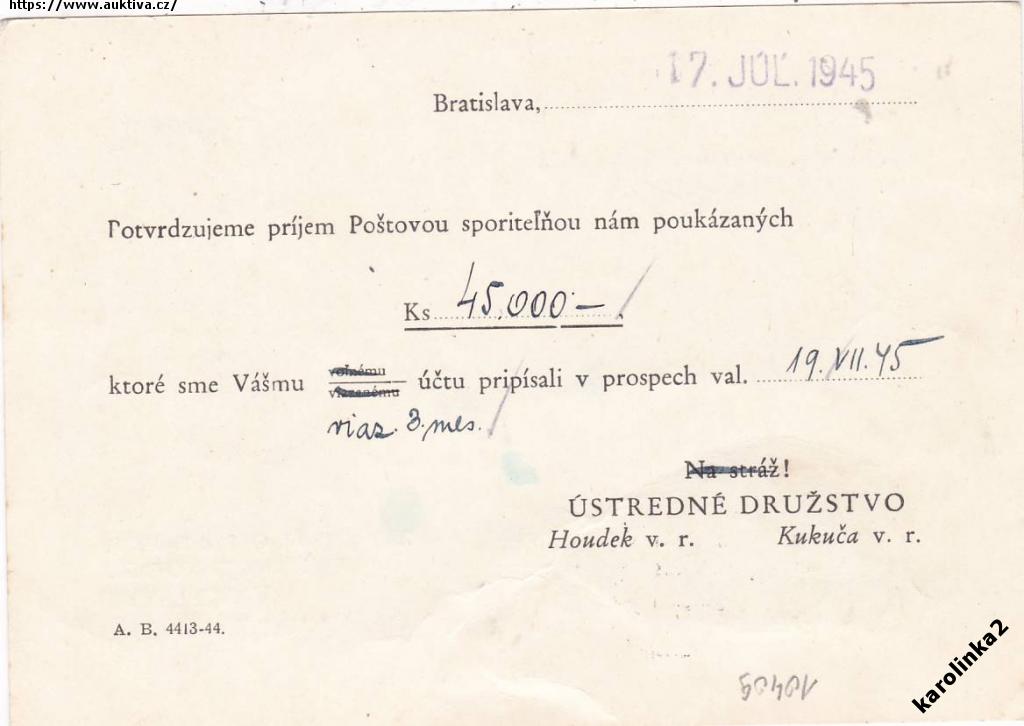 https://www.auktiva.cz/
17. JÚL. 1945
Bratislava,
Potvrdzujeme príjem Poštovou sporiteľňou nám poukázaných
Ks 45.000.—
ktoré sme Vášmu voľnému viazanému účtu pripísali v prospech val. 19. VII. 45
viaz. 3. mes.
Na stráž!
ÚSTREDNÉ DRUŽSTVO
Houdek v. r. Kukuča v. r.
A. B. 4413-44.
10409
karolinka2